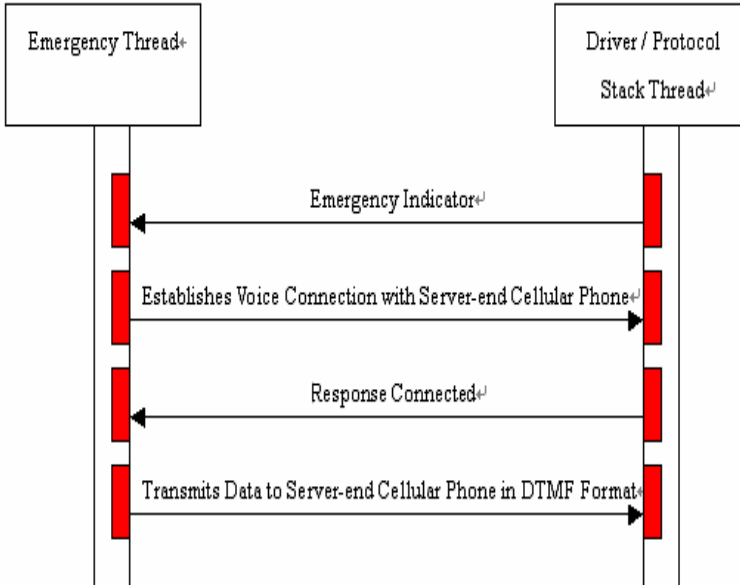 Emergency Thread
Driver / Protocol
Stack Thread
Emergency Indicator
Establishes Voice Connection with Server-end Cellular Phone
Response Connected
Transmits Data to Server-end Cellular Phone in DTMF Format